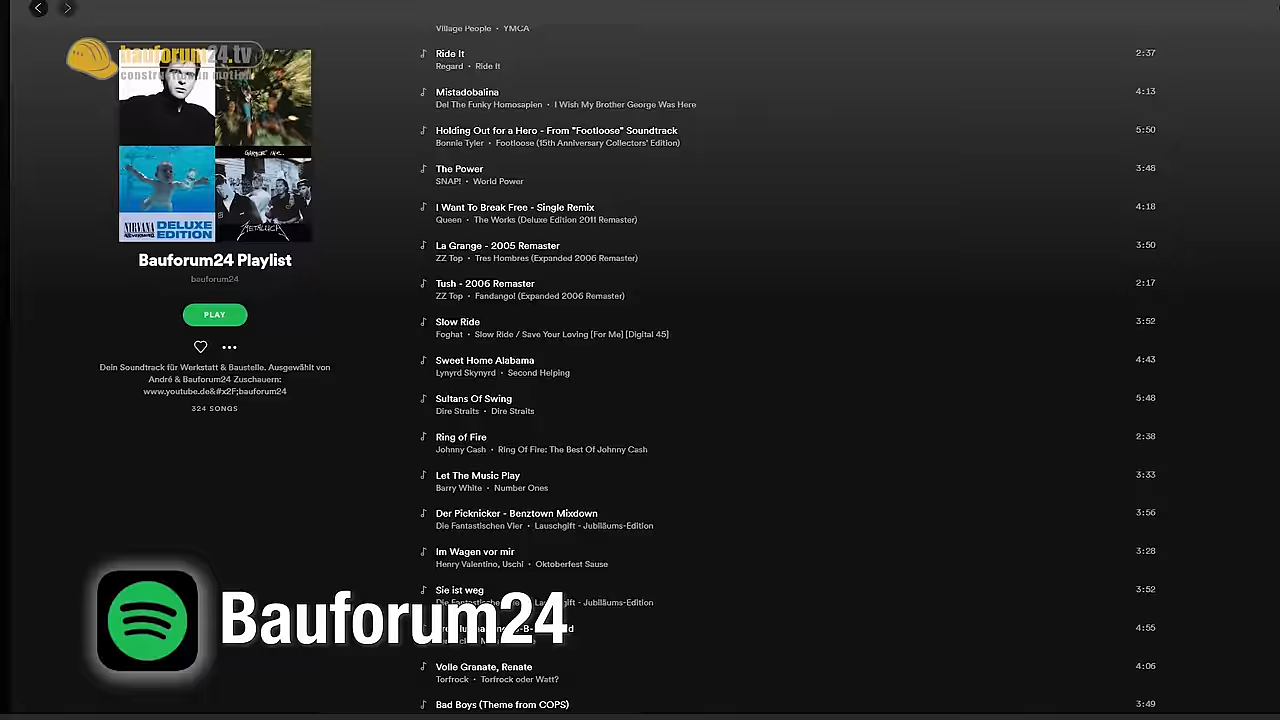 bauforum24.tv
construction in motion
GARAGE INC.
NIRVANA
NEVERMIND
DELUXE
EDITION
METALLICA
Bauforum24 Playlist
bauforum24
PLAY
Dein Soundtrack für Werkstatt & Baustelle. Ausgewählt von
André & Bauforum24 Zuschauern:
www.youtube.de&#x2F;bauforum24
324 SONGS
Village People • YMCA
Ride It 2:37
Regard • Ride It
Mistadobalina 4:13
Del The Funky Homosapien • I Wish My Brother George Was Here
Holding Out for a Hero - From "Footloose" Soundtrack 5:50
Bonnie Tyler • Footloose (15th Anniversary Collectors' Edition)
The Power 3:48
SNAP! • World Power
I Want To Break Free - Single Remix 4:18
Queen • The Works (Deluxe Edition 2011 Remaster)
La Grange - 2005 Remaster 3:50
ZZ Top • Tres Hombres (Expanded 2006 Remaster)
Tush - 2006 Remaster 2:17
ZZ Top • Fandango! (Expanded 2006 Remaster)
Slow Ride 3:52
Foghat • Slow Ride / Save Your Loving [For Me] [Digital 45]
Sweet Home Alabama 4:43
Lynyrd Skynyrd • Second Helping
Sultans Of Swing 5:48
Dire Straits • Dire Straits
Ring of Fire 2:38
Johnny Cash • Ring Of Fire: The Best Of Johnny Cash
Let The Music Play 3:33
Barry White • Number Ones
Der Picknicker - Benztown Mixdown 3:56
Die Fantastischen Vier • Lauschgift - Jubiläums-Edition
Im Wagen vor mir 3:28
Henry Valentino, Uschi • Oktoberfest Sause
Sie ist weg 3:52
Die Fantastische Lauschgift - Jubiläums-Edition
4:55
Volle Granate, Renate 4:06
Torfrock • Torfrock oder Watt?
Bad Boys (Theme from COPS) 3:49
Bauforum24